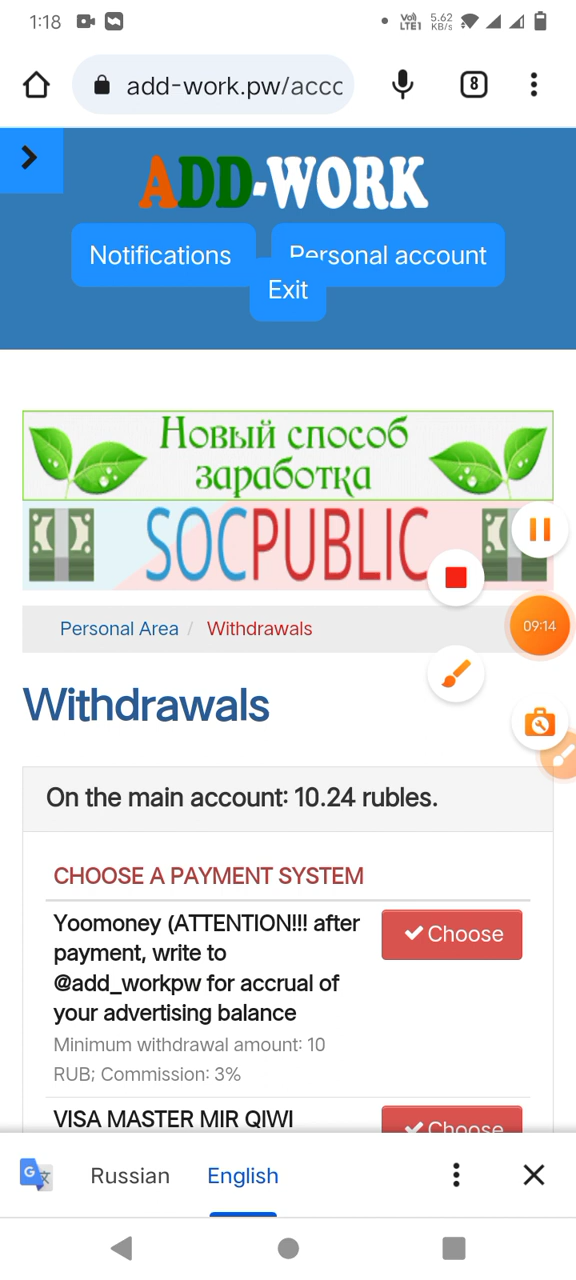 1:18
Vo)
LTE1
5.62
KB/s
add-work.pw/accc
8
ADD-WORK
Notifications
Personal account
Exit
Новый способ
заработка
SOCPUBLIC
09:14
Personal Area / Withdrawals
Withdrawals
On the main account: 10.24 rubles.
CHOOSE A PAYMENT SYSTEM
Yoomoney (ATTENTION!!! after
payment, write to
@add_workpw for accrual of
your advertising balance
Choose
Minimum withdrawal amount: 10
RUB; Commission: 3%
VISA MASTER MIR QIWI
Choose
Russian
English